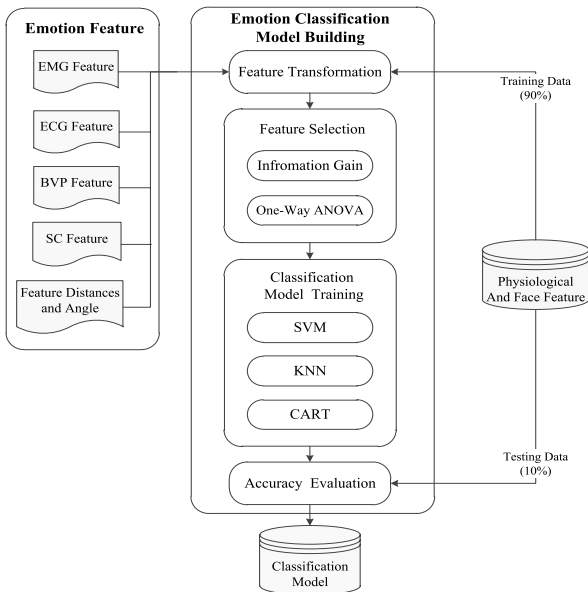 Emotion Feature
EMG Feature
ECG Feature
BVP Feature
SC Feature
Feature Distances
and Angle
Emotion Classification
Model Building
Feature Transformation
Feature Selection
Infromation Gain
One-Way ANOVA
Classification
Model Training
SVM
KNN
CART
Accuracy Evaluation
Classification
Model
Training Data
(90%)
Physiological
And Face Feature
Testing Data
(10%)